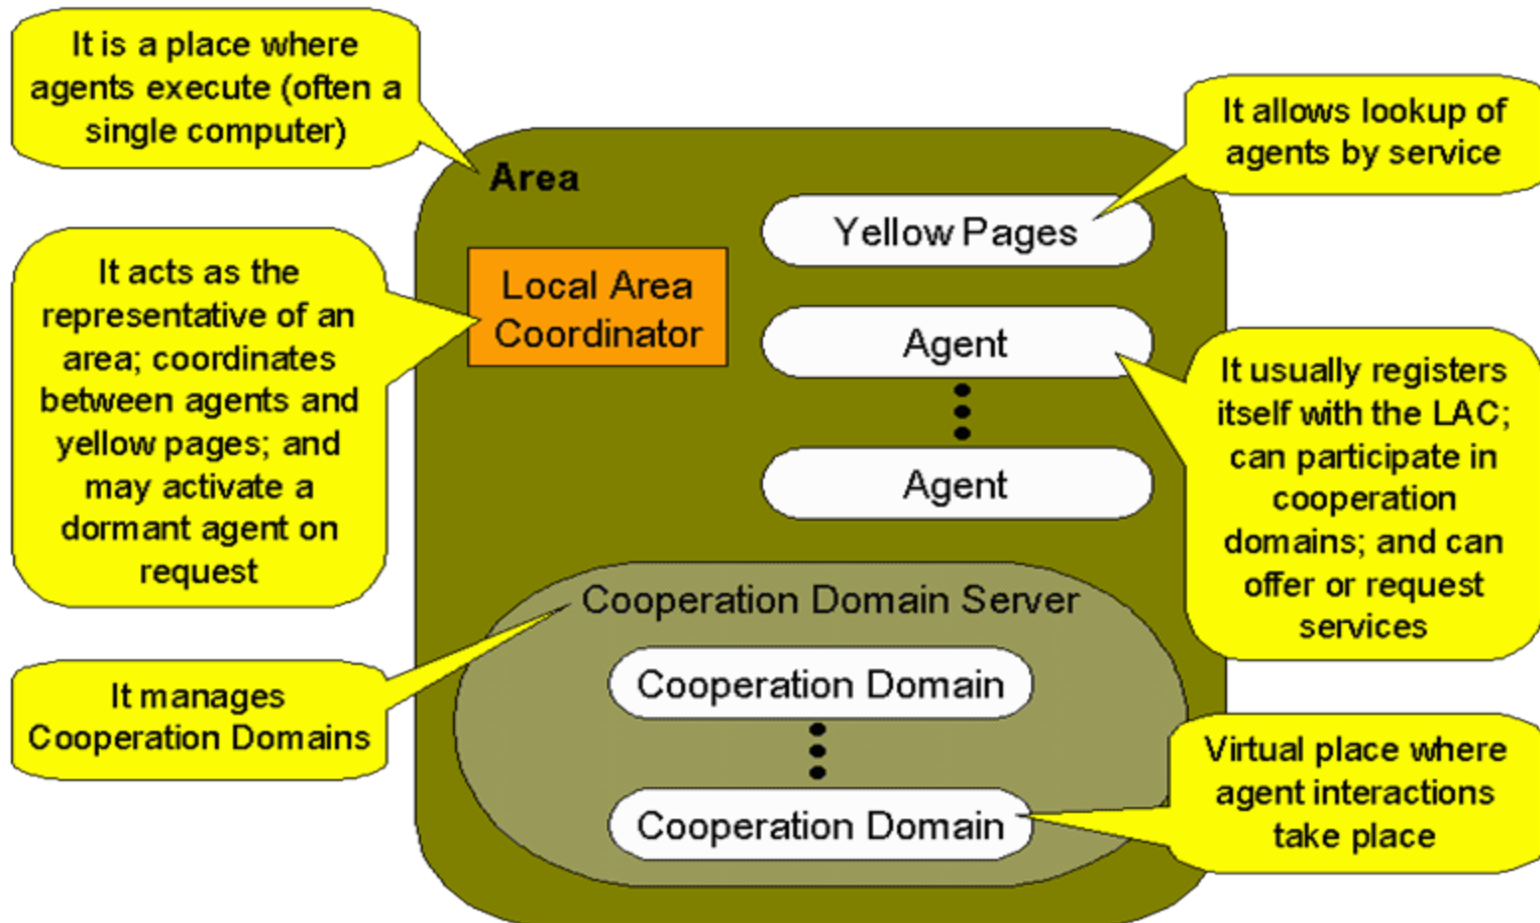 It is a place where
agents execute (often a
single computer)
It allows lookup of
agents by service
Area
Yellow Pages
It acts as the
representative of an
area; coordinates
between agents and
yellow pages; and
may activate a
dormant agent on
request
Local Area
Coordinator
Agent
Agent
It usually registers
itself with the LAC;
can participate in
cooperation
domains; and can
offer or request
services
Cooperation Domain Server
It manages
Cooperation Domains
Cooperation Domain
Cooperation Domain
Virtual place where
agent interactions
take place